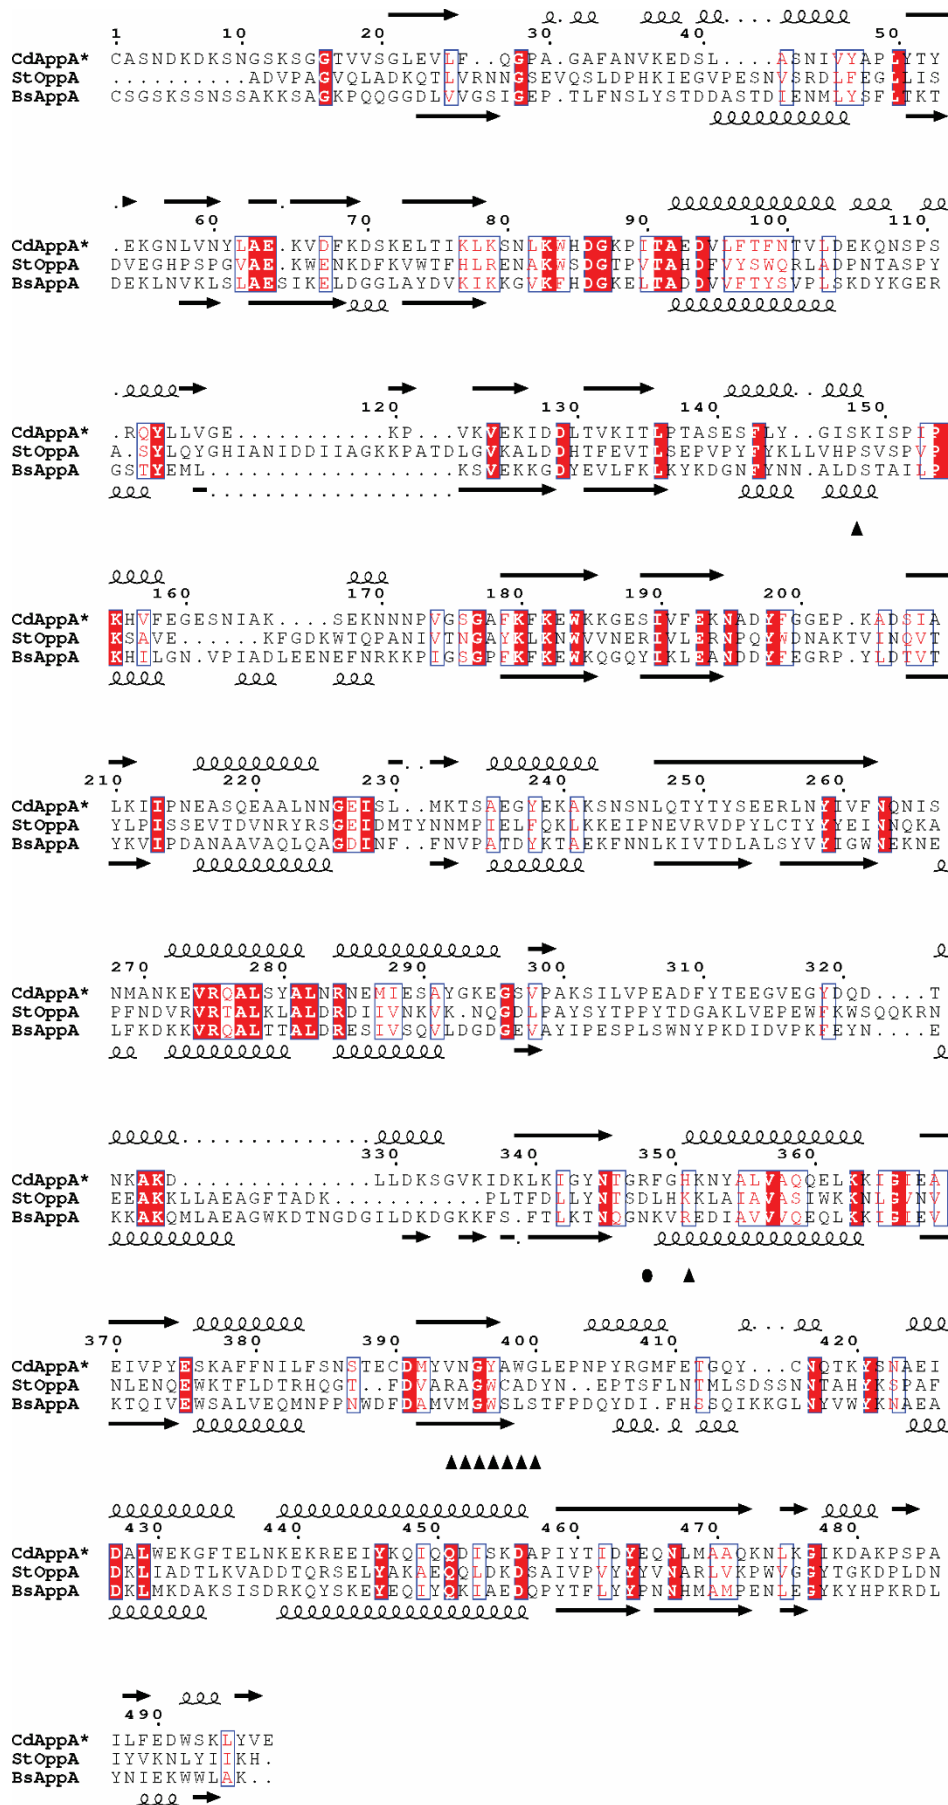 1 10 20 30 40 50
CdAppA* CASNDKDKSNGSKSGGTVVSGLEVLF..QGPA.GAFANVKEDSL....ASNIVYAPLYTY
StOppA ..........ADVPAGVQLADKQTLVRNNGSEVQSLDPHKIEGVPESNVSRDLFEGLLIS
BsAppA CSGSKSSNSSAKKSAGKPQQGGDLVVGSIGEP.TLFNSLYSTDDASTDIENMLYSFLTKT
60 70 80 90 100 110
CdAppA* .EKGNLVNYLAE.KVDFKDSKELTIKLKSNLKWHDGKPITAEDVLFTFNTVLDEKQNSPS
StOppA DVEGHPSPGVAE.KWENKDFKVWTFHLRENAKWSDGTPVTAHDFVYSWQRLADPNTASPY
BsAppA DEKLNVKLSLAESIKELDGGLAYDVKIKKGVKFHDGKELTADDVVFTYSVPLSKDYKGER
120 130 140 150
CdAppA* .RQYLLVGE...........KP..VKVEKIDDLTVKITLPTASESFLY..GISKISPIP
StOppA A.SYLQYGHIANIDDIIAGKKPATDLGVKALDDHTFEVTLSEPVPYFYKLLVHPSVSPVP
BsAppA GSTYEML..................KSVEKKGDYEVLFKLKYKDGNFYNN.ALDSTAILP
160 170 180 190 200
CdAppA* KHVFEGESNIAK....SEKNNNPVGSGAFKFKEWKKGESIVFEKNADYFGGEP.KADSIA
StOppA KSAVE.....KFGDKWTQPANIVTNGAYKLKNWVVNERIVLERNPQYWDNAKTVINQVT
BsAppA KHILGN.VPIADLEENEFNRKKPIGSGPFKFKEWKQGQYIKLEANDDYFEGRP.YLDTVT
210 220 230 240 250 260
CdAppA* LKIIPNEASQEAALNNGEISL..MKTSAEGYEKAKSNSNLQTYTYSEERLNYIVFNQNIS
StOppA YLPISSEVTDVNRYRSGEIDMTYNNMPIELFQKLKKEIPNEVRVDPYLCTYYYEINNQKA
BsAppA YKVIPDANAAVAQLQAGDINF..FNVPATDYKTAEKFNNLKIVTDLALSYVYIGWNEKNE
270 280 290 300 310 320
CdAppA* NMANKEVRQALSYALNRNEMIESAYGKEGSVPAKSILVPEADFYTEEGVEGYDQD....T
StOppA PFNDVRVRTALKLALDRDIIVNKVK.NQGDLPAYSYTPPYTDGAKLVEPEWFKWSQQKRN
BsAppA LFKDKKVRQALTTALDRESIVSQVLDGDGEVAYIPESPLSWNYPKDIDVPKFEYN....E
330 340 350 360
CdAppA* NKAKD...............LLDKSGVKIDKLKIGYNTGRFGHKNYALVAQQELKKIGIEA
StOppA EEAKKLLAEAGFTADK..........PLTFDLLYNTSDLHKKLAIAVASIWKKNLGVNV
BsAppA KKAKQMLAEAGWKDTNGDGILDKDGKKFS.FTLKTNQGNKVREDIAVVVQEQLKKIGIEV
370 380 390 400 410 420
CdAppA* EIVPYESKAFFNILFSNSTECDMYVNGYAWGLEPNPYRGMFETGQY...CNQTKYSNAEI
StOppA NLENQEWKTFLDTRHQGT..FDVARAGWCADYN..EPTSFLNTMLSDSSNNTAHYKSPAF
BsAppA KTQIVEWSALVEQMNPPNWDFDAMVMGWSLSTFPDQYDI.FHSSQIKKGLNYVWYKNAEA
430 440 450 460 470 480
CdAppA* DALWEKGFTELNKEKREEIYKQIQQDISKDAPIYTIDYEQNLMAAQKNLKGIKDAKPSPA
StOppA DKLIADTLKVADDTQRSELYAKAEQQLDKDSAIVPVYYYVNARLVKPWVGGYTGKDPLDN
BsAppA DKLMKDAKSISDRKQYSKEYEQIYQKIAEDQPYTFLYYPNNHMAMPENLEGYKYHPKRDL
490
CdAppA* ILFEDWSKLYVE
StOppA IYVKNLYIIKH.
BsAppA YNIEKWWLAK..